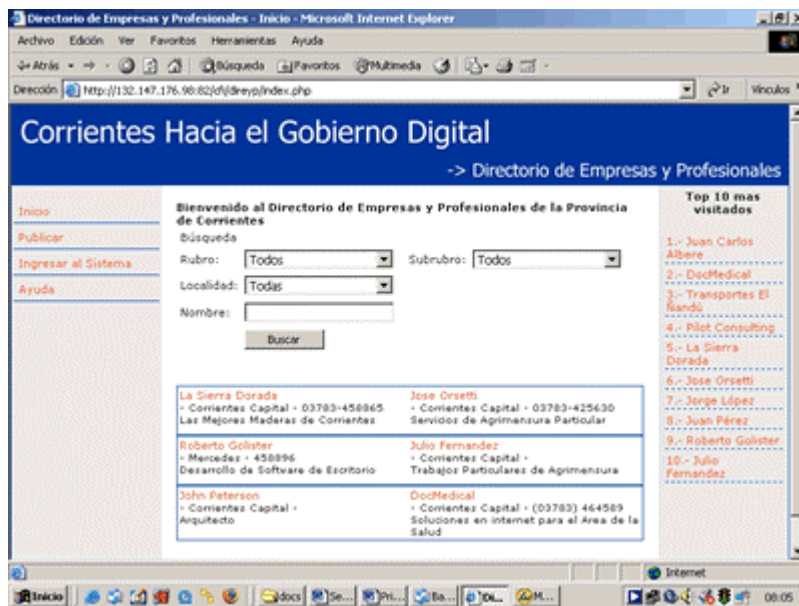 Directorio de Empresas y Profesionales - Inicio - Microsoft Internet Explorer
Archivo Edición Ver Favoritos Herramientas Ayuda
Atrás Búsqueda Favoritos Multimedia
Dirección http://132.147.176.98:82/cfi/direyp/index.php Ir Vínculos
Corrientes Hacia el Gobierno Digital
-> Directorio de Empresas y Profesionales
Inicio
Publicar
Ingresar al Sistema
Ayuda
Bienvenido al Directorio de Empresas y Profesionales de la Provincia
de Corrientes
Búsqueda
Rubro: Todos Subrubro: Todos
Localidad: Todas
Nombre:
Buscar
La Sierra Dorada
- Corrientes Capital - 03783-458865
Las Mejores Maderas de Corrientes
Jose Orsetti
- Corrientes Capital - 03783-425630
Servicios de Agrimensura Particular
Roberto Golister
- Mercedes - 458896
Desarrollo de Software de Escritorio
Julio Fernandez
- Corrientes Capital -
Trabajos Particulares de Agrimensura
John Peterson
- Corrientes Capital -
Arquitecto
DocMedical
- Corrientes Capital - (03783) 464589
Soluciones en internet para el Area de la
Salud
Top 10 mas
visitados
1.- Juan Carlos
Albere
2.- DocMedical
3.- Transportes El
Ñandú
4.- Pilot Consulting
5.- La Sierra
Dorada
6.- Jose Orsetti
7.- Jorge López
8.- Juan Pérez
9.- Roberto Golister
10.- Julio
Fernandez
Internet
Inicio docs Se... Pri... Ba... Di... M... 08:05